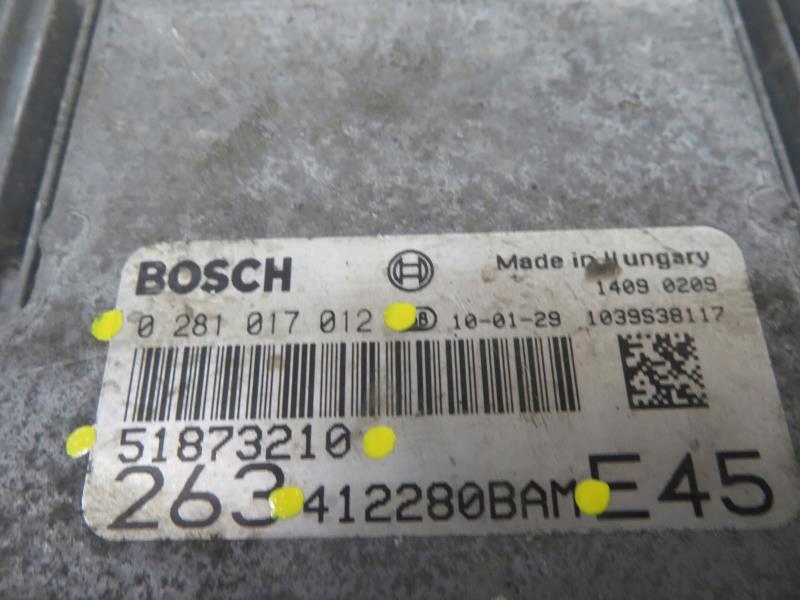 BOSCH Made in Hungary
1409 0209
0 281 017 012 10-01-29 1039S38117
51873210
263 412280BAM E45